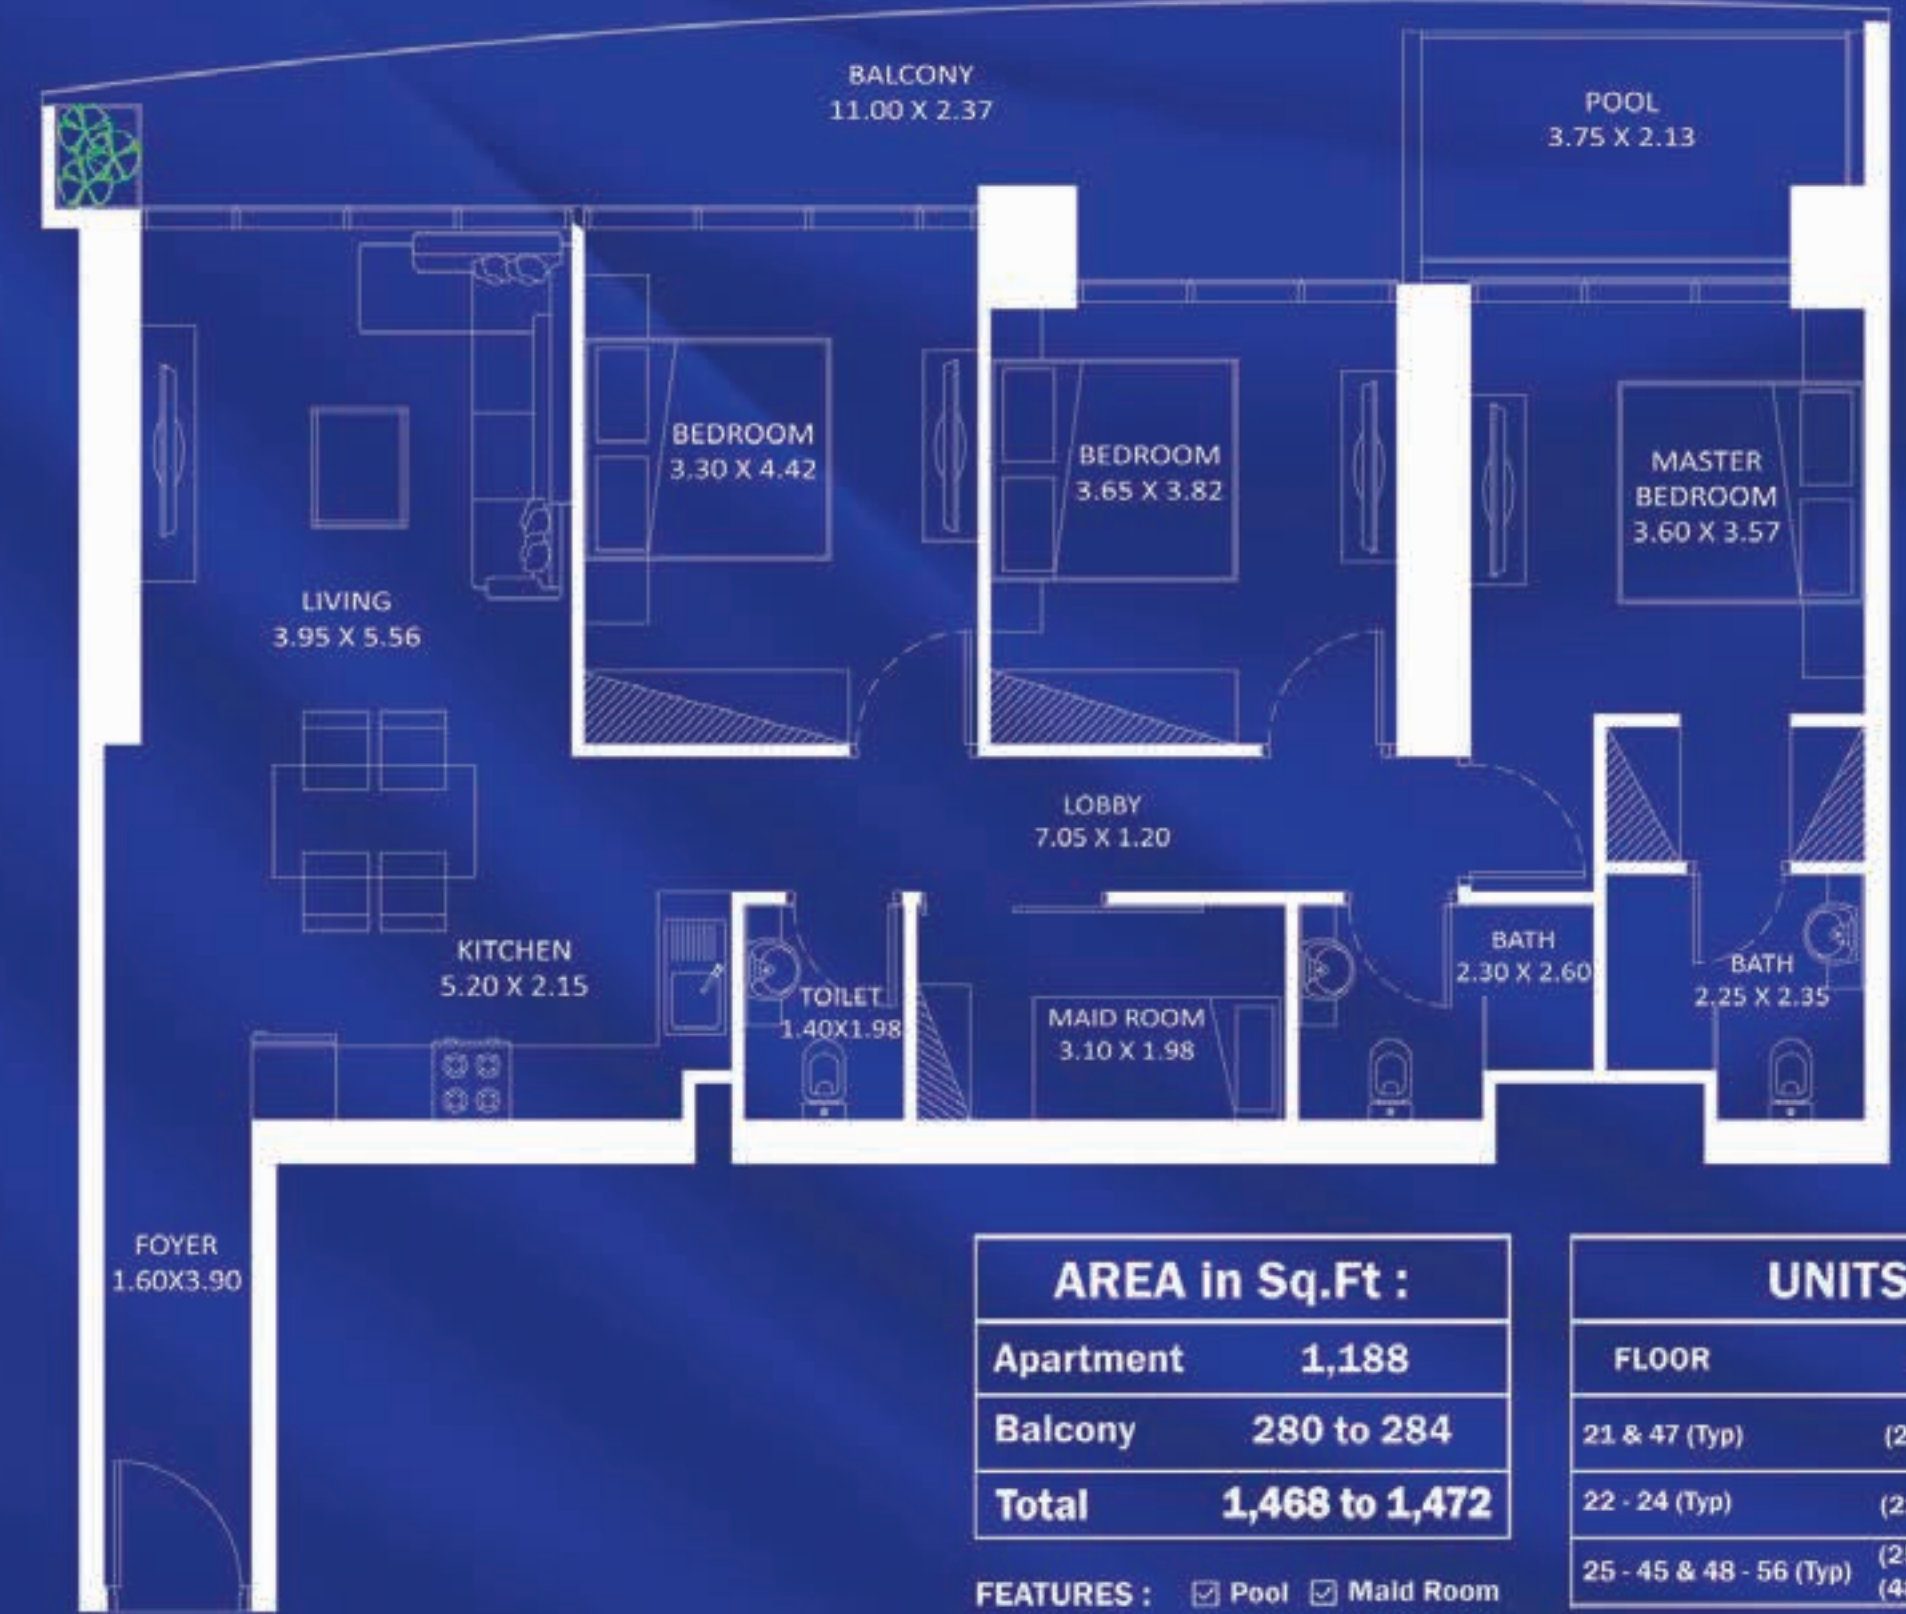 BALCONY
11.00 X 2.37
POOL
3.75 X 2.13
BEDROOM
3.30 X 4.42
BEDROOM
3.65 X 3.82
MASTER
BEDROOM
3.60 X 3.57
LIVING
3.95 X 5.56
LOBBY
7.05 X 1.20
KITCHEN
5.20 X 2.15
TOILET
1.40X1.98
MAID ROOM
3.10 X 1.98
BATH
2.30 X 2.60
BATH
2.25 X 2.35
FOYER
1.60X3.90
AREA in Sq.Ft :
Apartment 1,188
Balcony 280 to 284
Total 1,468 to 1,472
FEATURES : Pool Maid Room
UNITS
FLOOR
21 & 47 (Typ) (2
22 - 24 (Typ) (2
25 - 45 & 48 - 56 (Typ) (2
(4